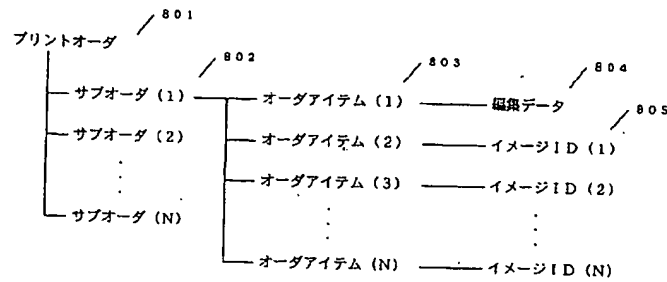 801
プリントオーダ
802 803 804
サブオーダ (1) オーダアイテム (1) 編集データ
805
サブオーダ (2) オーダアイテム (2) イメージID (1)
オーダアイテム (3) イメージID (2)
サブオーダ (N)
オーダアイテム (N) イメージID (N)